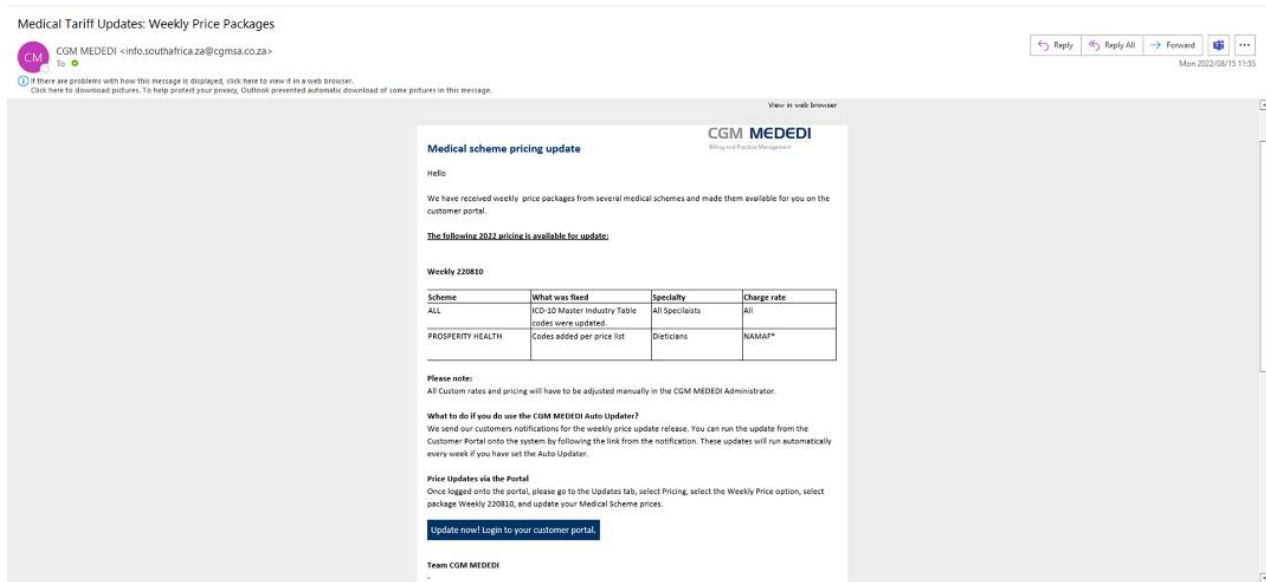 Medical Tariff Updates: Weekly Price Packages
CM
CGM MEDEDI <info.southafrica.za@cgmsa.co.za>
To
Reply
Reply All
Forward
Mon 2022/08/15 11:55
If there are problems with how this message is displayed, click here to view it in a web browser.
Click here to download pictures. To help protect your privacy, Outlook prevented automatic download of some pictures in this message.
View in web browser
CGM MEDEDI
Billing and Practice Management
Medical scheme pricing update
Hello
We have received weekly price packages from several medical schemes and made them available for you on the
customer portal.
The following 2022 pricing is available for update:
Weekly 220810
Scheme What was fixed Specialty Charge rate
ALL ICD-10 Master Industry Table All Specilaists All
codes were updated.
PROSPERITY HEALTH Codes added per price list Dieticians NAMAF*
Please note:
All Custom rates and pricing will have to be adjusted manually in the CGM MEDEDI Administrator.
What to do if you do use the CGM MEDEDI Auto Updater?
We send our customers notifications for the weekly price update release. You can run the update from the
Customer Portal onto the system by following the link from the notification. These updates will run automatically
every week if you have set the Auto Updater.
Price Updates via the Portal
Once logged onto the portal, please go to the Updates tab, select Pricing, select the Weekly Price option, select
package Weekly 220810, and update your Medical Scheme prices.
Update now! Login to your customer portal.
Team CGM MEDEDI
-